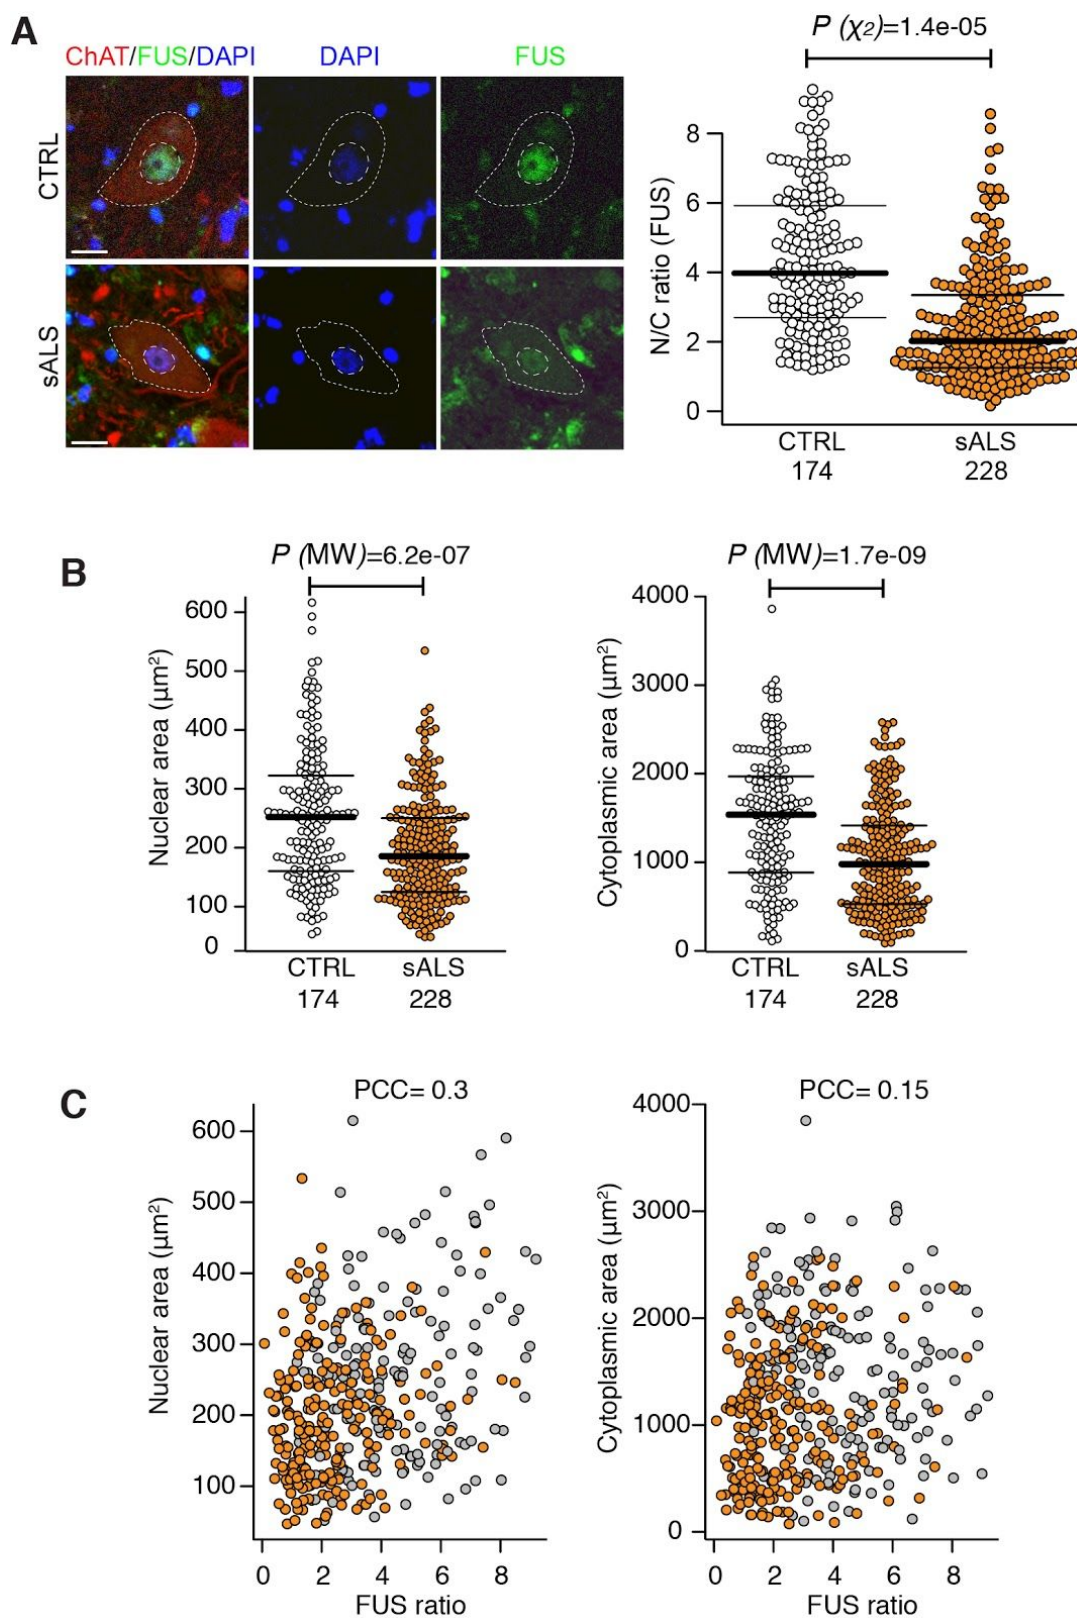 A
ChAT/FUS/DAPI
DAPI
FUS
CTRL
sALS
P (χ2)=1.4e-05
N/C ratio (FUS)
8
6
4
2
0
CTRL
sALS
174
228
B
P (MW)=6.2e-07
Nuclear area (µm²)
600
500
400
300
200
100
0
CTRL
sALS
174
228
P (MW)=1.7e-09
Cytoplasmic area (µm²)
4000
3000
2000
1000
0
CTRL
sALS
174
228
C
PCC= 0.3
Nuclear area (µm²)
600
500
400
300
200
100
0 2 4 6 8
FUS ratio
PCC= 0.15
Cytoplasmic area (µm²)
4000
3000
2000
1000
0
0 2 4 6 8
FUS ratio